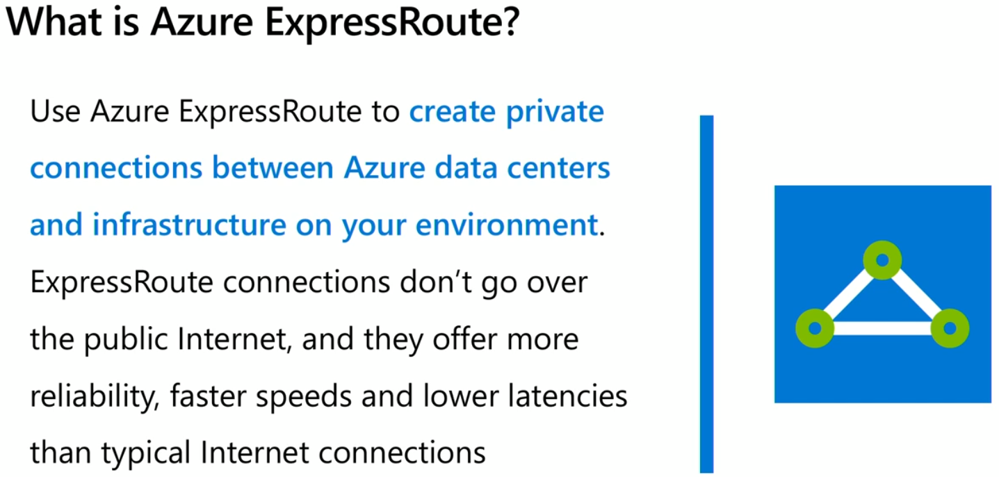 What is Azure ExpressRoute?
Use Azure ExpressRoute to create private
connections between Azure data centers
and infrastructure on your environment.
ExpressRoute connections don’t go over
the public Internet, and they offer more
reliability, faster speeds and lower latencies
than typical Internet connections